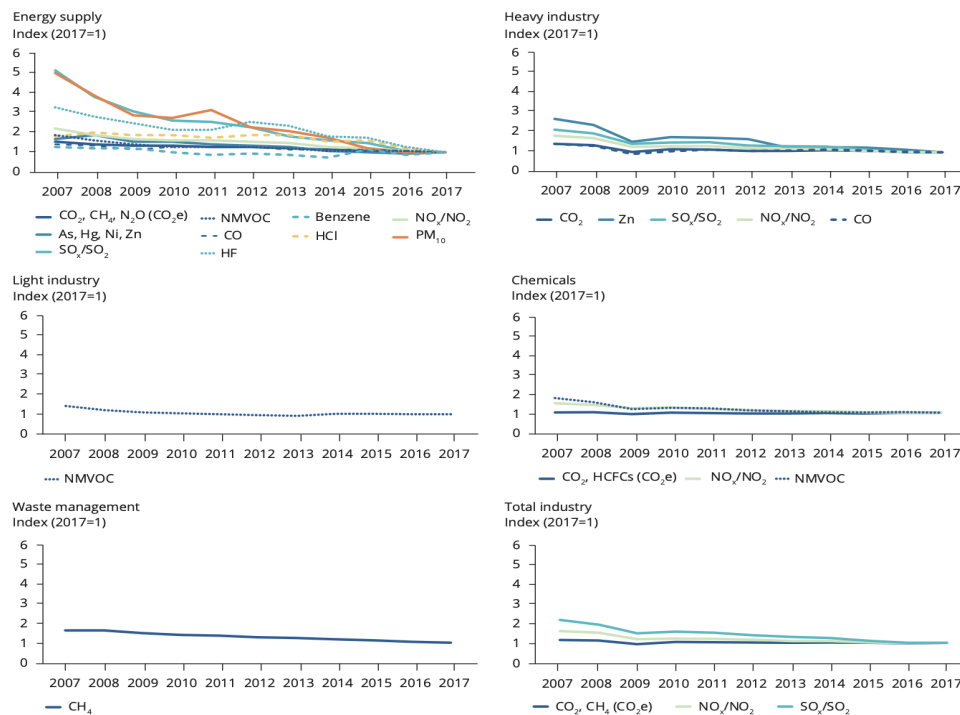 Energy supply
Index (2017=1)
6
5
4
3
2
1
0
2007 2008 2009 2010 2011 2012 2013 2014 2015 2016 2017
CO₂, CH₄, N₂O (CO₂e) NMVOC Benzene NOₓ/NO₂
As, Hg, Ni, Zn CO HCl PM₁₀
SOₓ/SO₂ HF
Heavy industry
Index (2017=1)
6
5
4
3
2
1
0
2007 2008 2009 2010 2011 2012 2013 2014 2015 2016 2017
CO₂ Zn SOₓ/SO₂ NOₓ/NO₂ CO
Light industry
Index (2017=1)
6
5
4
3
2
1
0
2007 2008 2009 2010 2011 2012 2013 2014 2015 2016 2017
NMVOC
Chemicals
Index (2017=1)
6
5
4
3
2
1
0
2007 2008 2009 2010 2011 2012 2013 2014 2015 2016 2017
CO₂, HCFCs (CO₂e) NOₓ/NO₂ NMVOC
Waste management
Index (2017=1)
6
5
4
3
2
1
0
2007 2008 2009 2010 2011 2012 2013 2014 2015 2016 2017
CH₄
Total industry
Index (2017=1)
6
5
4
3
2
1
0
2007 2008 2009 2010 2011 2012 2013 2014 2015 2016 2017
CO₂, CH₄ (CO₂e) NOₓ/NO₂ SOₓ/SO₂